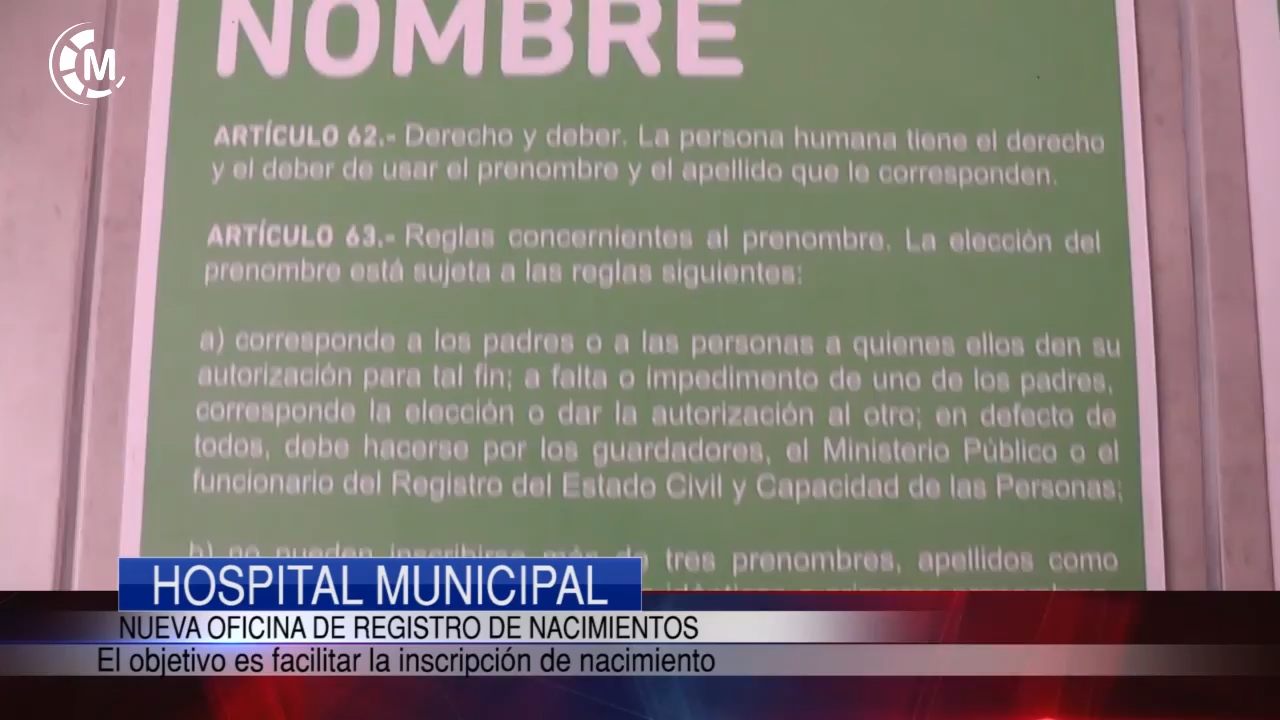 M
NOMBRE
ARTÍCULO 62.- Derecho y deber. La persona humana tiene el derecho
y el deber de usar el prenombre y el apellido que le corresponden.
ARTÍCULO 63.- Reglas concernientes al prenombre. La elección del
prenombre está sujeta a las reglas siguientes:
a) corresponde a los padres o a las personas a quienes ellos den su
autorización para tal fin; a falta o impedimento de uno de los padres,
corresponde la elección o dar la autorización al otro; en defecto de
todos, debe hacerse por los guardadores, el Ministerio Público o el
funcionario del Registro del Estado Civil y Capacidad de las Personas;
b) no pueden inscribirse más de tres prenombres, apellidos como
HOSPITAL MUNICIPAL
NUEVA OFICINA DE REGISTRO DE NACIMIENTOS
El objetivo es facilitar la inscripción de nacimiento